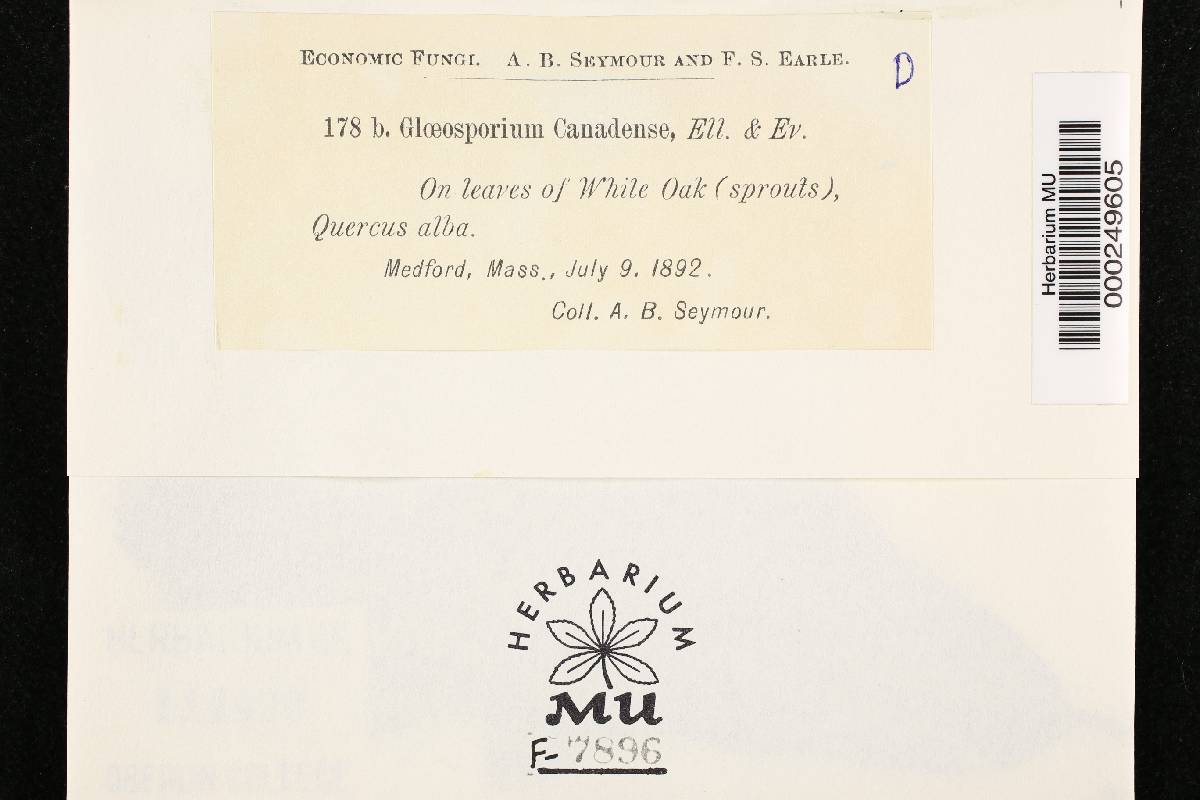 Economic Fungi. A. B. Seymour and F. S. Earle.
D
178 b. Glœosporium Canadense, Ell. & Ev.
On leaves of White Oak (sprouts),
Quercus alba.
Medford, Mass., July 9, 1892.
Coll. A. B. Seymour.
Herbarium MU
000249605
HERBARIUM
MU
F-7896